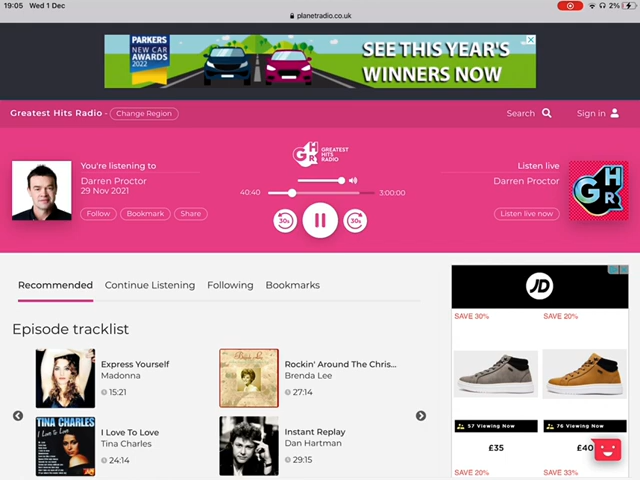 19:05 Wed 1 Dec
2%
planetradio.co.uk
PARKERS
NEW CAR
AWARDS
2022
SEE THIS YEAR'S
WINNERS NOW
Greatest Hits Radio - Change Region
Search
Sign in
GHR
GREATEST
HITS
RADIO
You're listening to
Darren Proctor
29 Nov 2021
Follow
Bookmark
Share
40:40
3:00:00
30s
30s
Listen live
Darren Proctor
Listen live now
GHR
Recommended
Continue Listening
Following
Bookmarks
Episode tracklist
Express Yourself
Madonna
15:21
Rockin' Around The Chris...
Brenda Lee
27:14
TINA CHARLES
I Love To Love
I Love To Love
Tina Charles
24:14
Instant Replay
Dan Hartman
29:15
JD
SAVE 30%
SAVE 20%
57 Viewing Now
76 Viewing Now
£35
£40
SAVE 20%
SAVE 33%